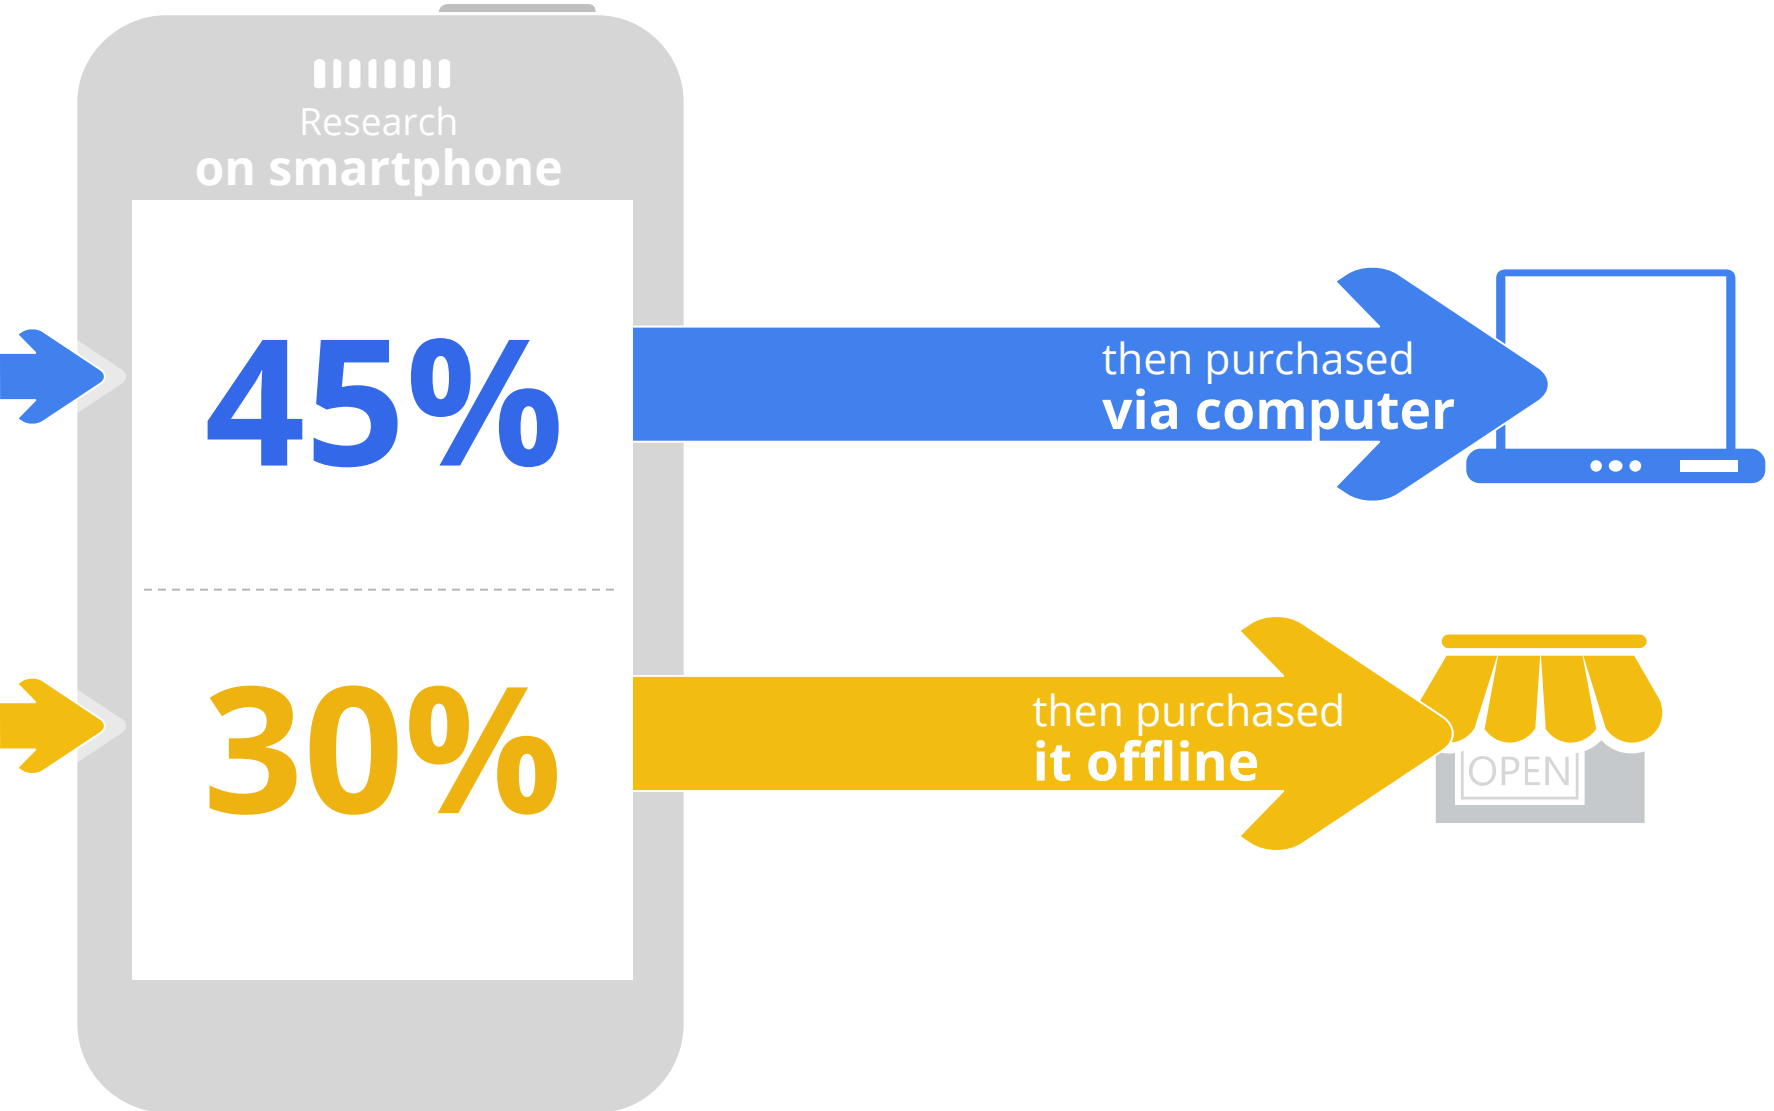 Research
on smartphone
45%
then purchased
via computer
30%
then purchased
it offline
OPEN